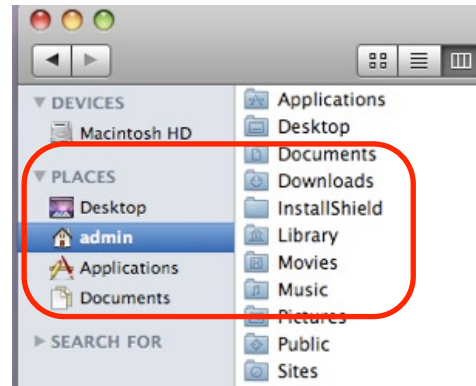 DEVICES
Macintosh HD
PLACES
Desktop
admin
Applications
Documents
SEARCH FOR
Applications
Desktop
Documents
Downloads
InstallShield
Library
Movies
Music
Pictures
Public
Sites